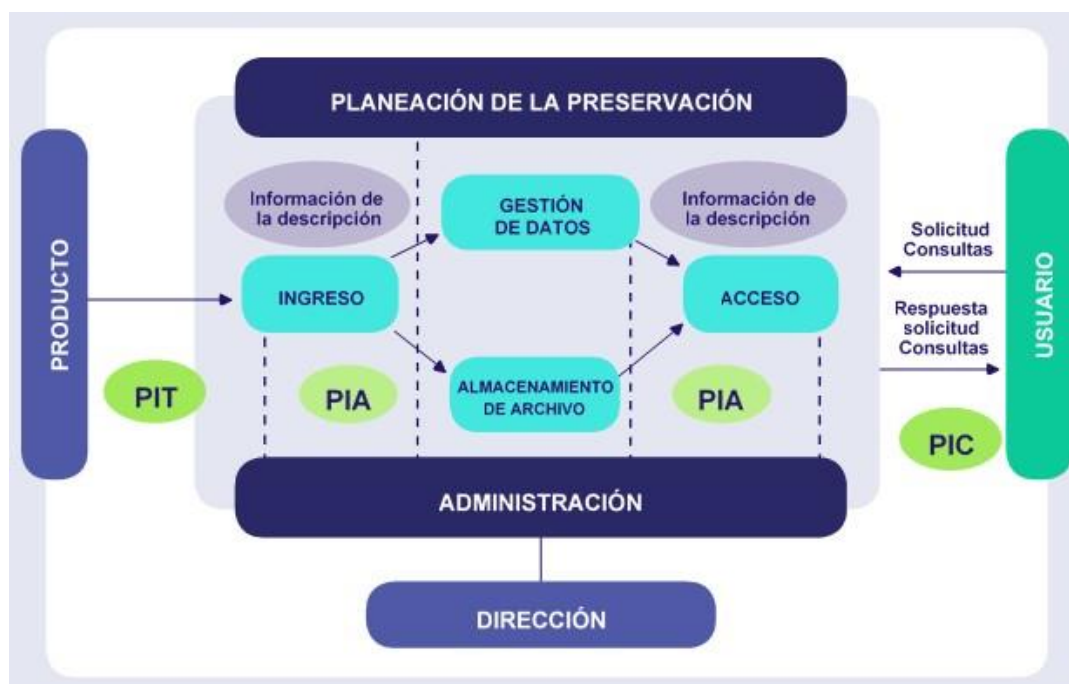 PLANEACIÓN DE LA PRESERVACIÓN
PRODUCTO
Información de
la descripción
GESTIÓN
DE DATOS
Información de
la descripción
Solicitud
Consultas
INGRESO
ACCESO
Respuesta
solicitud
Consultas
USUARIO
PIT
PIA
ALMACENAMIENTO
DE ARCHIVO
PIA
PIC
ADMINISTRACIÓN
DIRECCIÓN